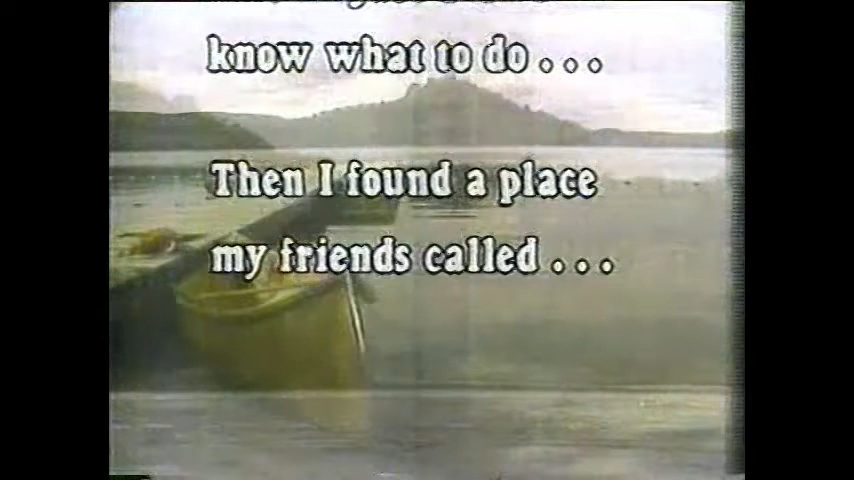 know what to do . . .
Then I found a place
my friends called . . .